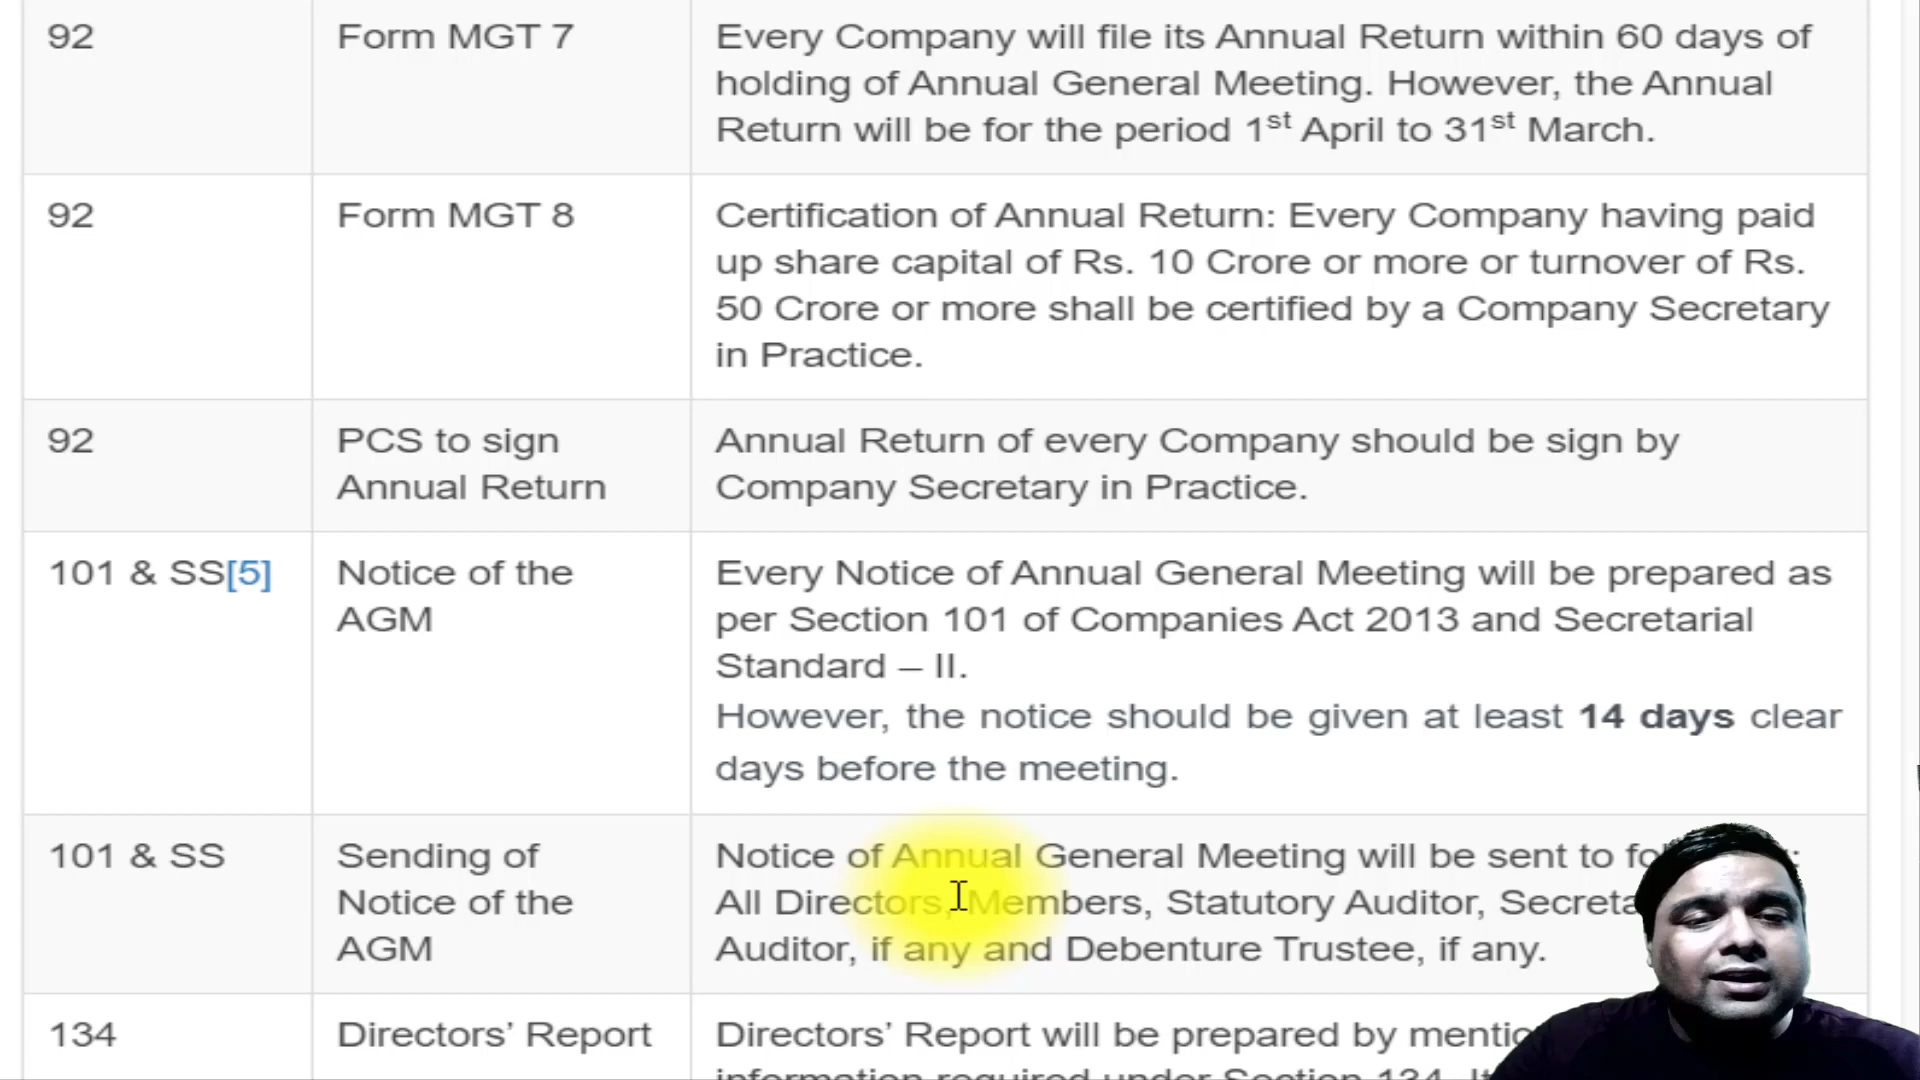 92
Form MGT 7
Every Company will file its Annual Return within 60 days of
holding of Annual General Meeting. However, the Annual
Return will be for the period 1st April to 31st March.
92
Form MGT 8
Certification of Annual Return: Every Company having paid
up share capital of Rs. 10 Crore or more or turnover of Rs.
50 Crore or more shall be certified by a Company Secretary
in Practice.
92
PCS to sign
Annual Return
Annual Return of every Company should be sign by
Company Secretary in Practice.
101 & SS[5]
Notice of the
AGM
Every Notice of Annual General Meeting will be prepared as
per Section 101 of Companies Act 2013 and Secretarial
Standard – II.
However, the notice should be given at least 14 days clear
days before the meeting.
101 & SS
Sending of
Notice of the
AGM
Notice of Annual General Meeting will be sent to
All Directors, Members, Statutory Auditor,
Auditor, if any and Debenture Trustee, if any.
134
Directors’ Report
Directors’ Report will be prepared by
information required under Section 134.